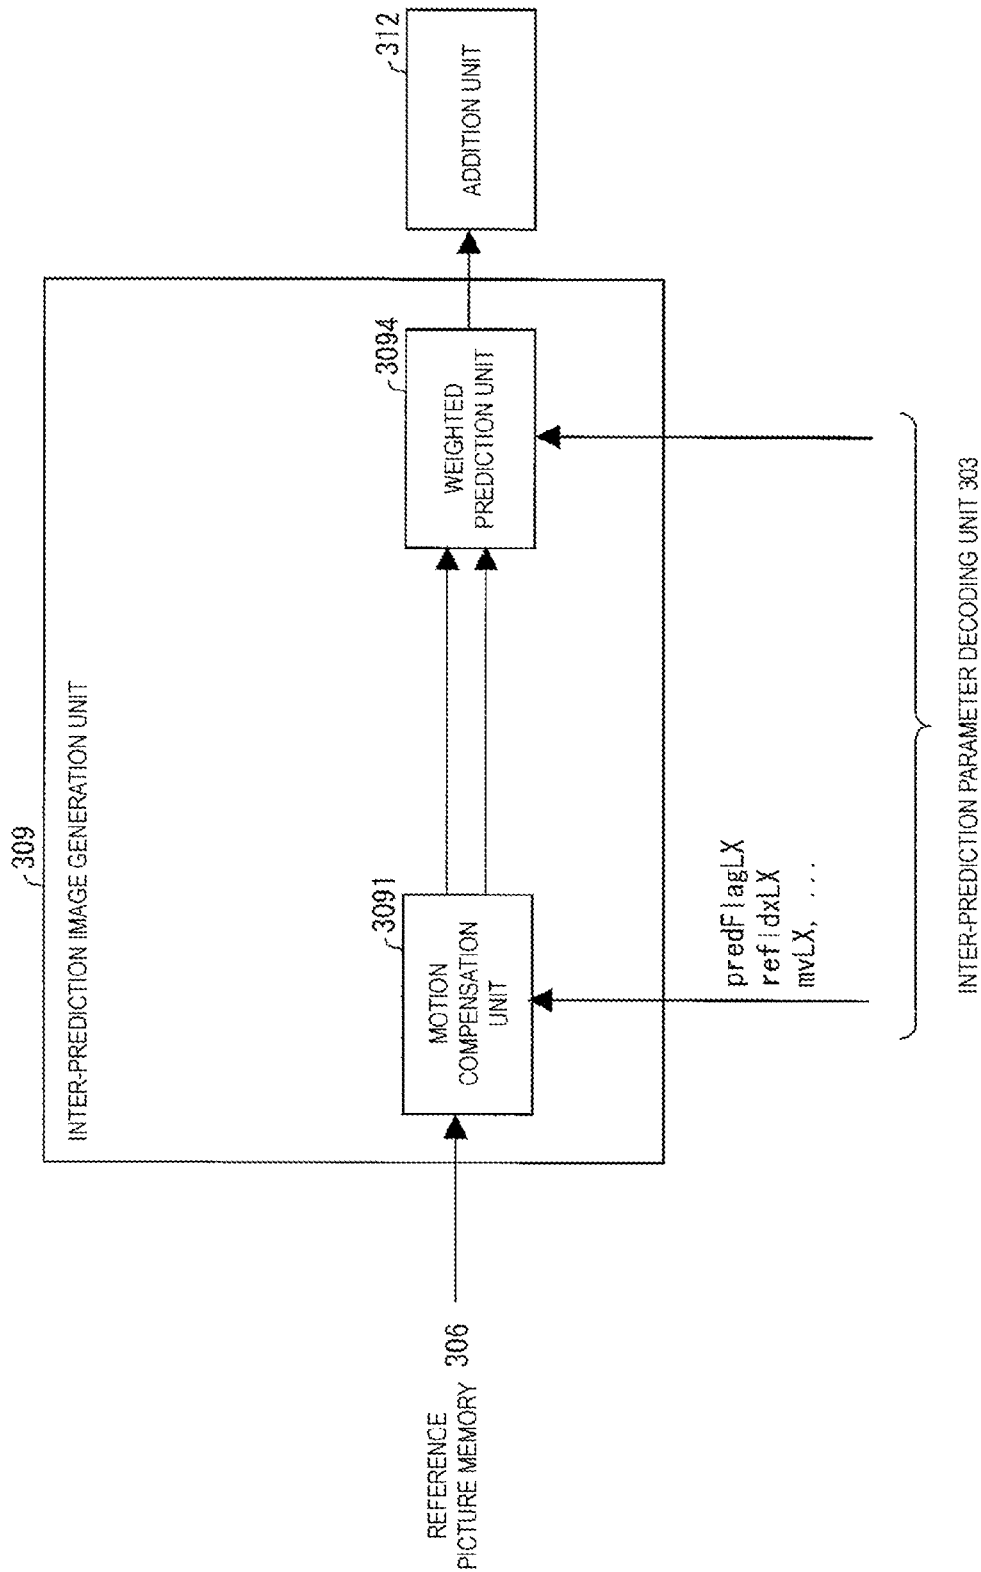 309
INTER-PREDICTION IMAGE GENERATION UNIT
REFERENCE
PICTURE MEMORY 306
3091
MOTION
COMPENSATION
UNIT
3094
WEIGHTED
PREDICTION UNIT
312
ADDITION UNIT
predFlagLX
refIdxLX
mvLX, ...
INTER-PREDICTION PARAMETER DECODING UNIT 303